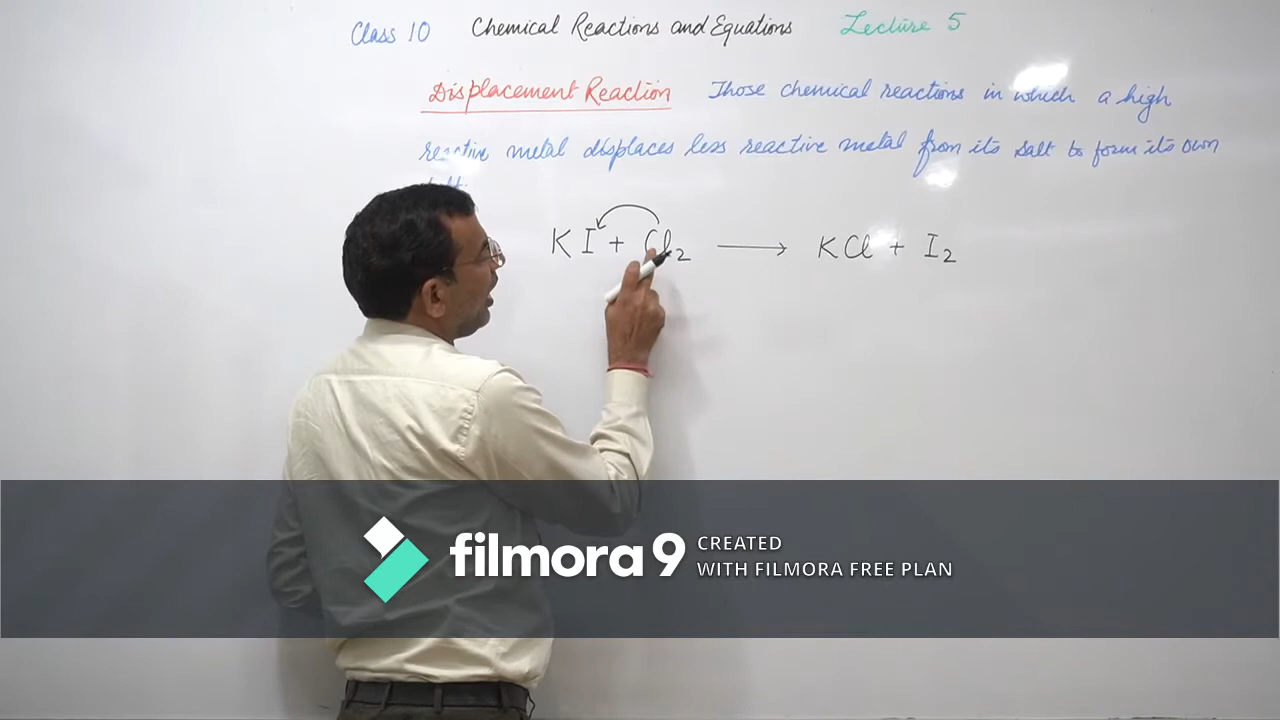 Class 10 Chemical Reactions and Equations Lecture 5
Displacement Reaction Those chemical reactions in which a high
reactive metal displaces less reactive metal from its salt to form its own
KI + Cl2 ⟶ KCl + I2
filmora9 CREATED
WITH FILMORA FREE PLAN